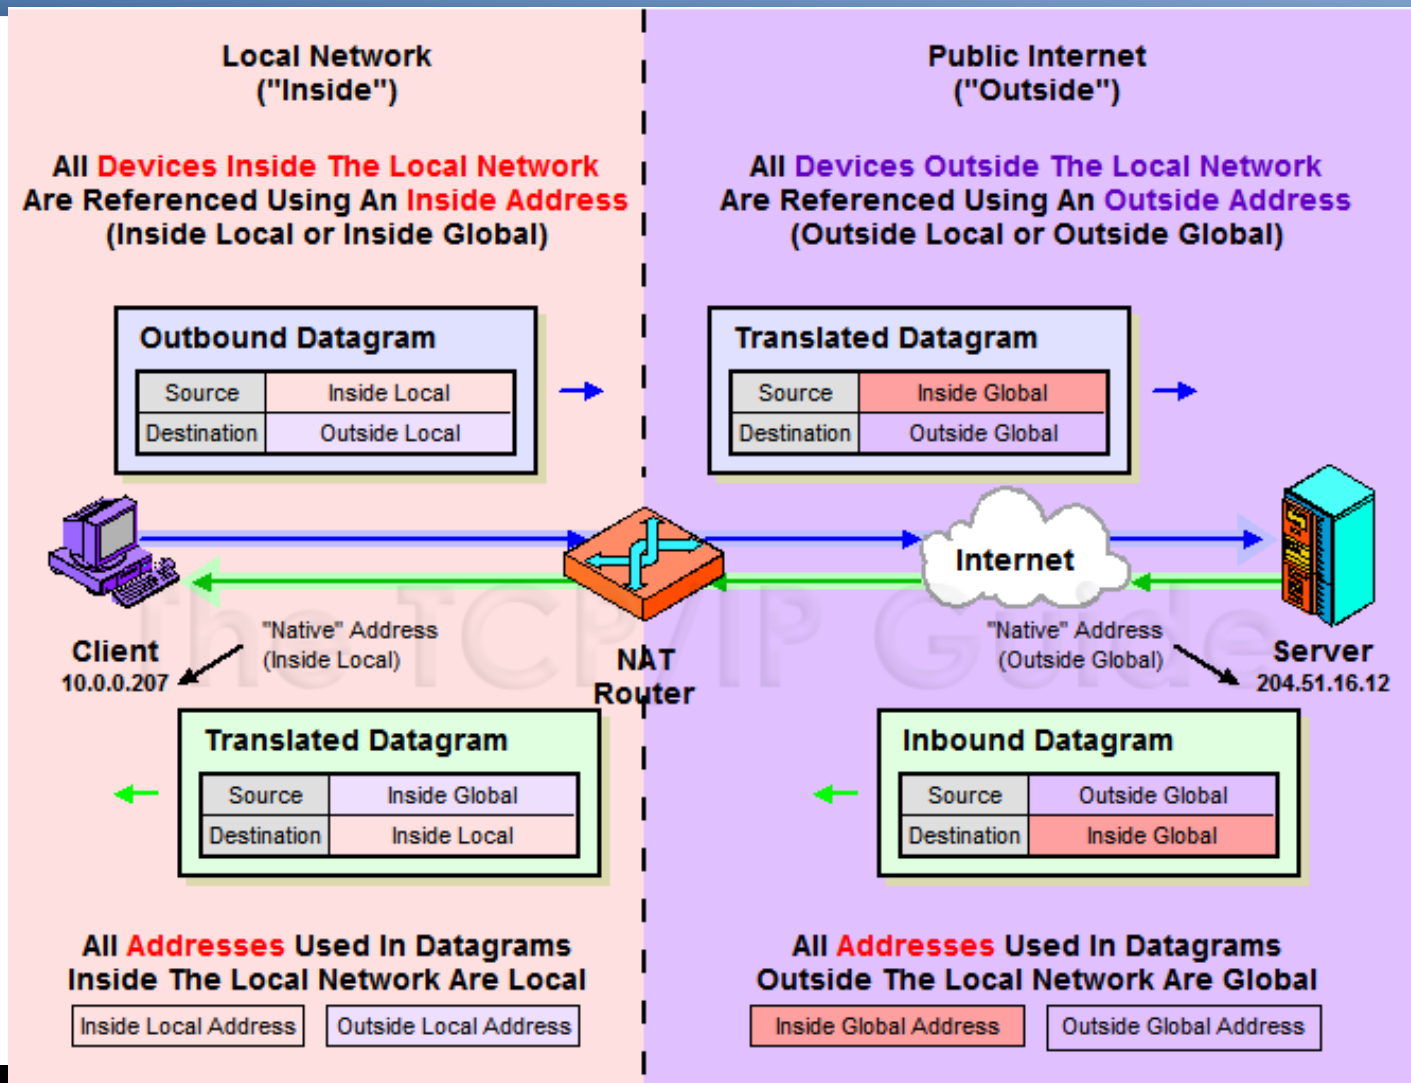 Local Network
("Inside")
All Devices Inside The Local Network
Are Referenced Using An Inside Address
(Inside Local or Inside Global)
Public Internet
("Outside")
All Devices Outside The Local Network
Are Referenced Using An Outside Address
(Outside Local or Outside Global)
Outbound Datagram
Source Inside Local
Destination Outside Local
Translated Datagram
Source Inside Global
Destination Outside Global
Internet
The TCP/IP Guide
"Native" Address
(Inside Local)
Client
10.0.0.207
NAT
Router
"Native" Address
(Outside Global)
Server
204.51.16.12
Translated Datagram
Source Inside Global
Destination Inside Local
Inbound Datagram
Source Outside Global
Destination Inside Global
All Addresses Used In Datagrams
Inside The Local Network Are Local
Inside Local Address
Outside Local Address
All Addresses Used In Datagrams
Outside The Local Network Are Global
Inside Global Address
Outside Global Address